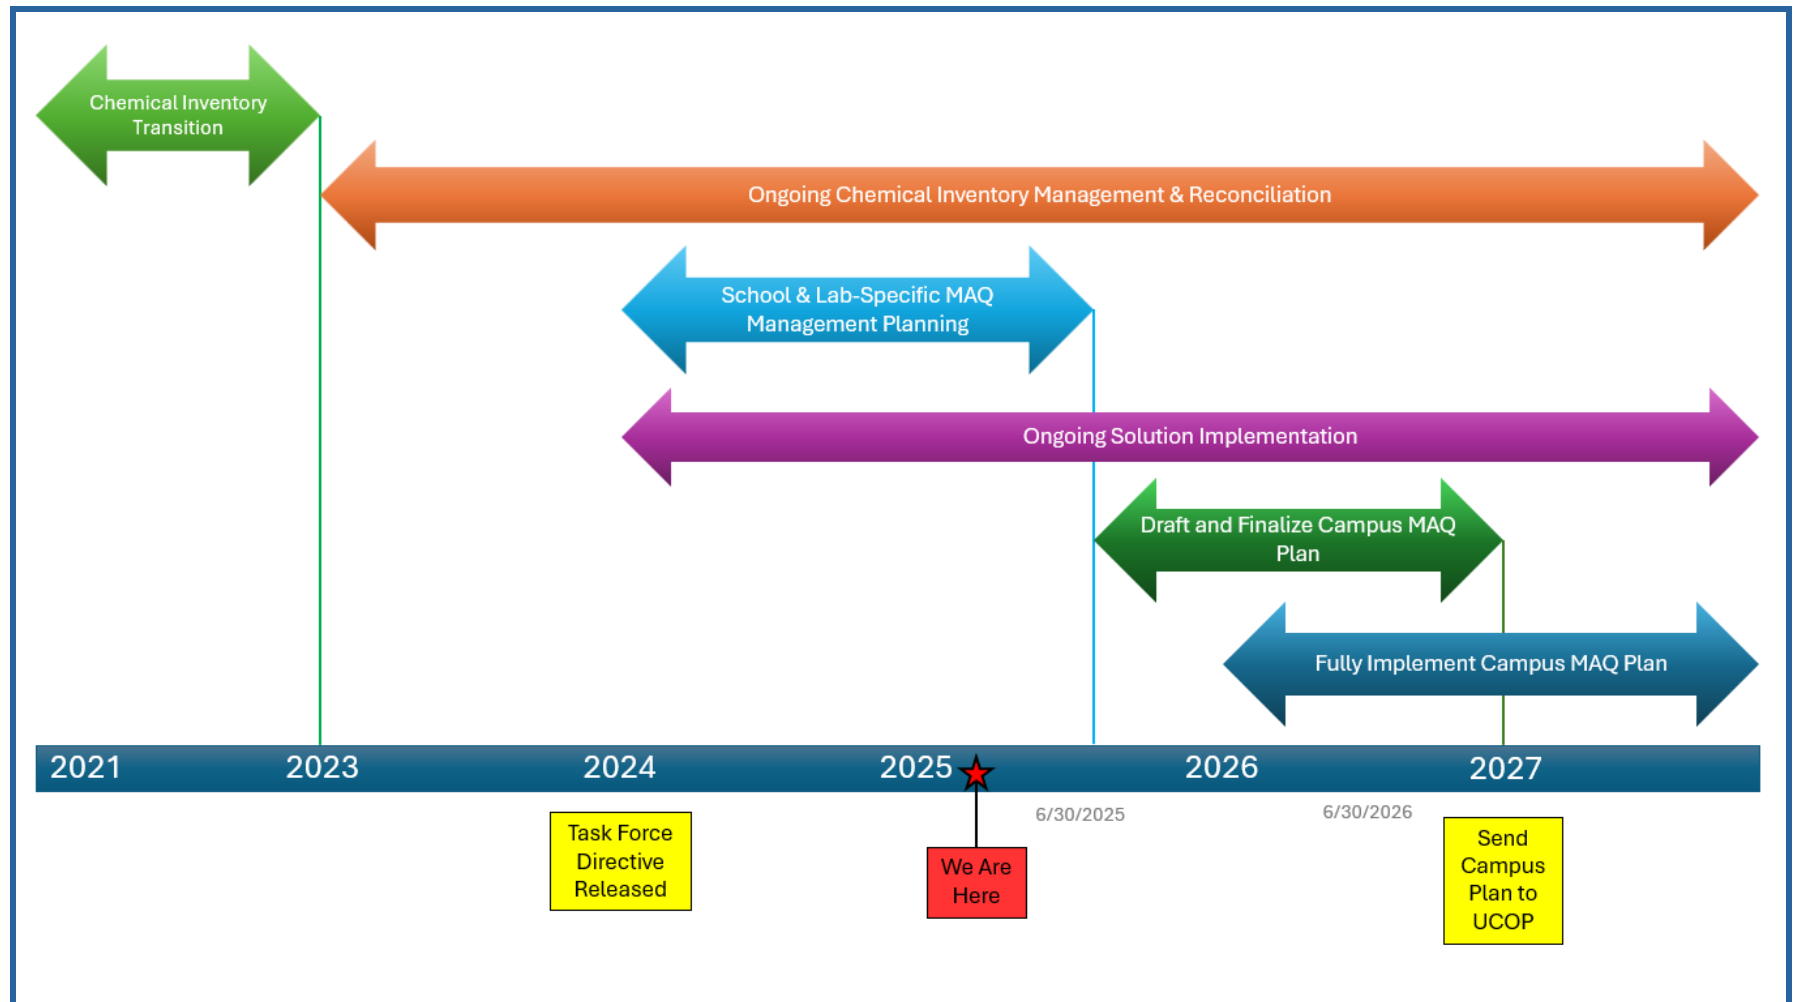 Chemical Inventory
Transition
Ongoing Chemical Inventory Management & Reconciliation
School & Lab-Specific MAQ
Management Planning
Ongoing Solution Implementation
Draft and Finalize Campus MAQ
Plan
Fully Implement Campus MAQ Plan
2021
2023
2024
2025
2026
2027
6/30/2025
6/30/2026
Task Force
Directive
Released
We Are
Here
Send
Campus
Plan to
UCOP